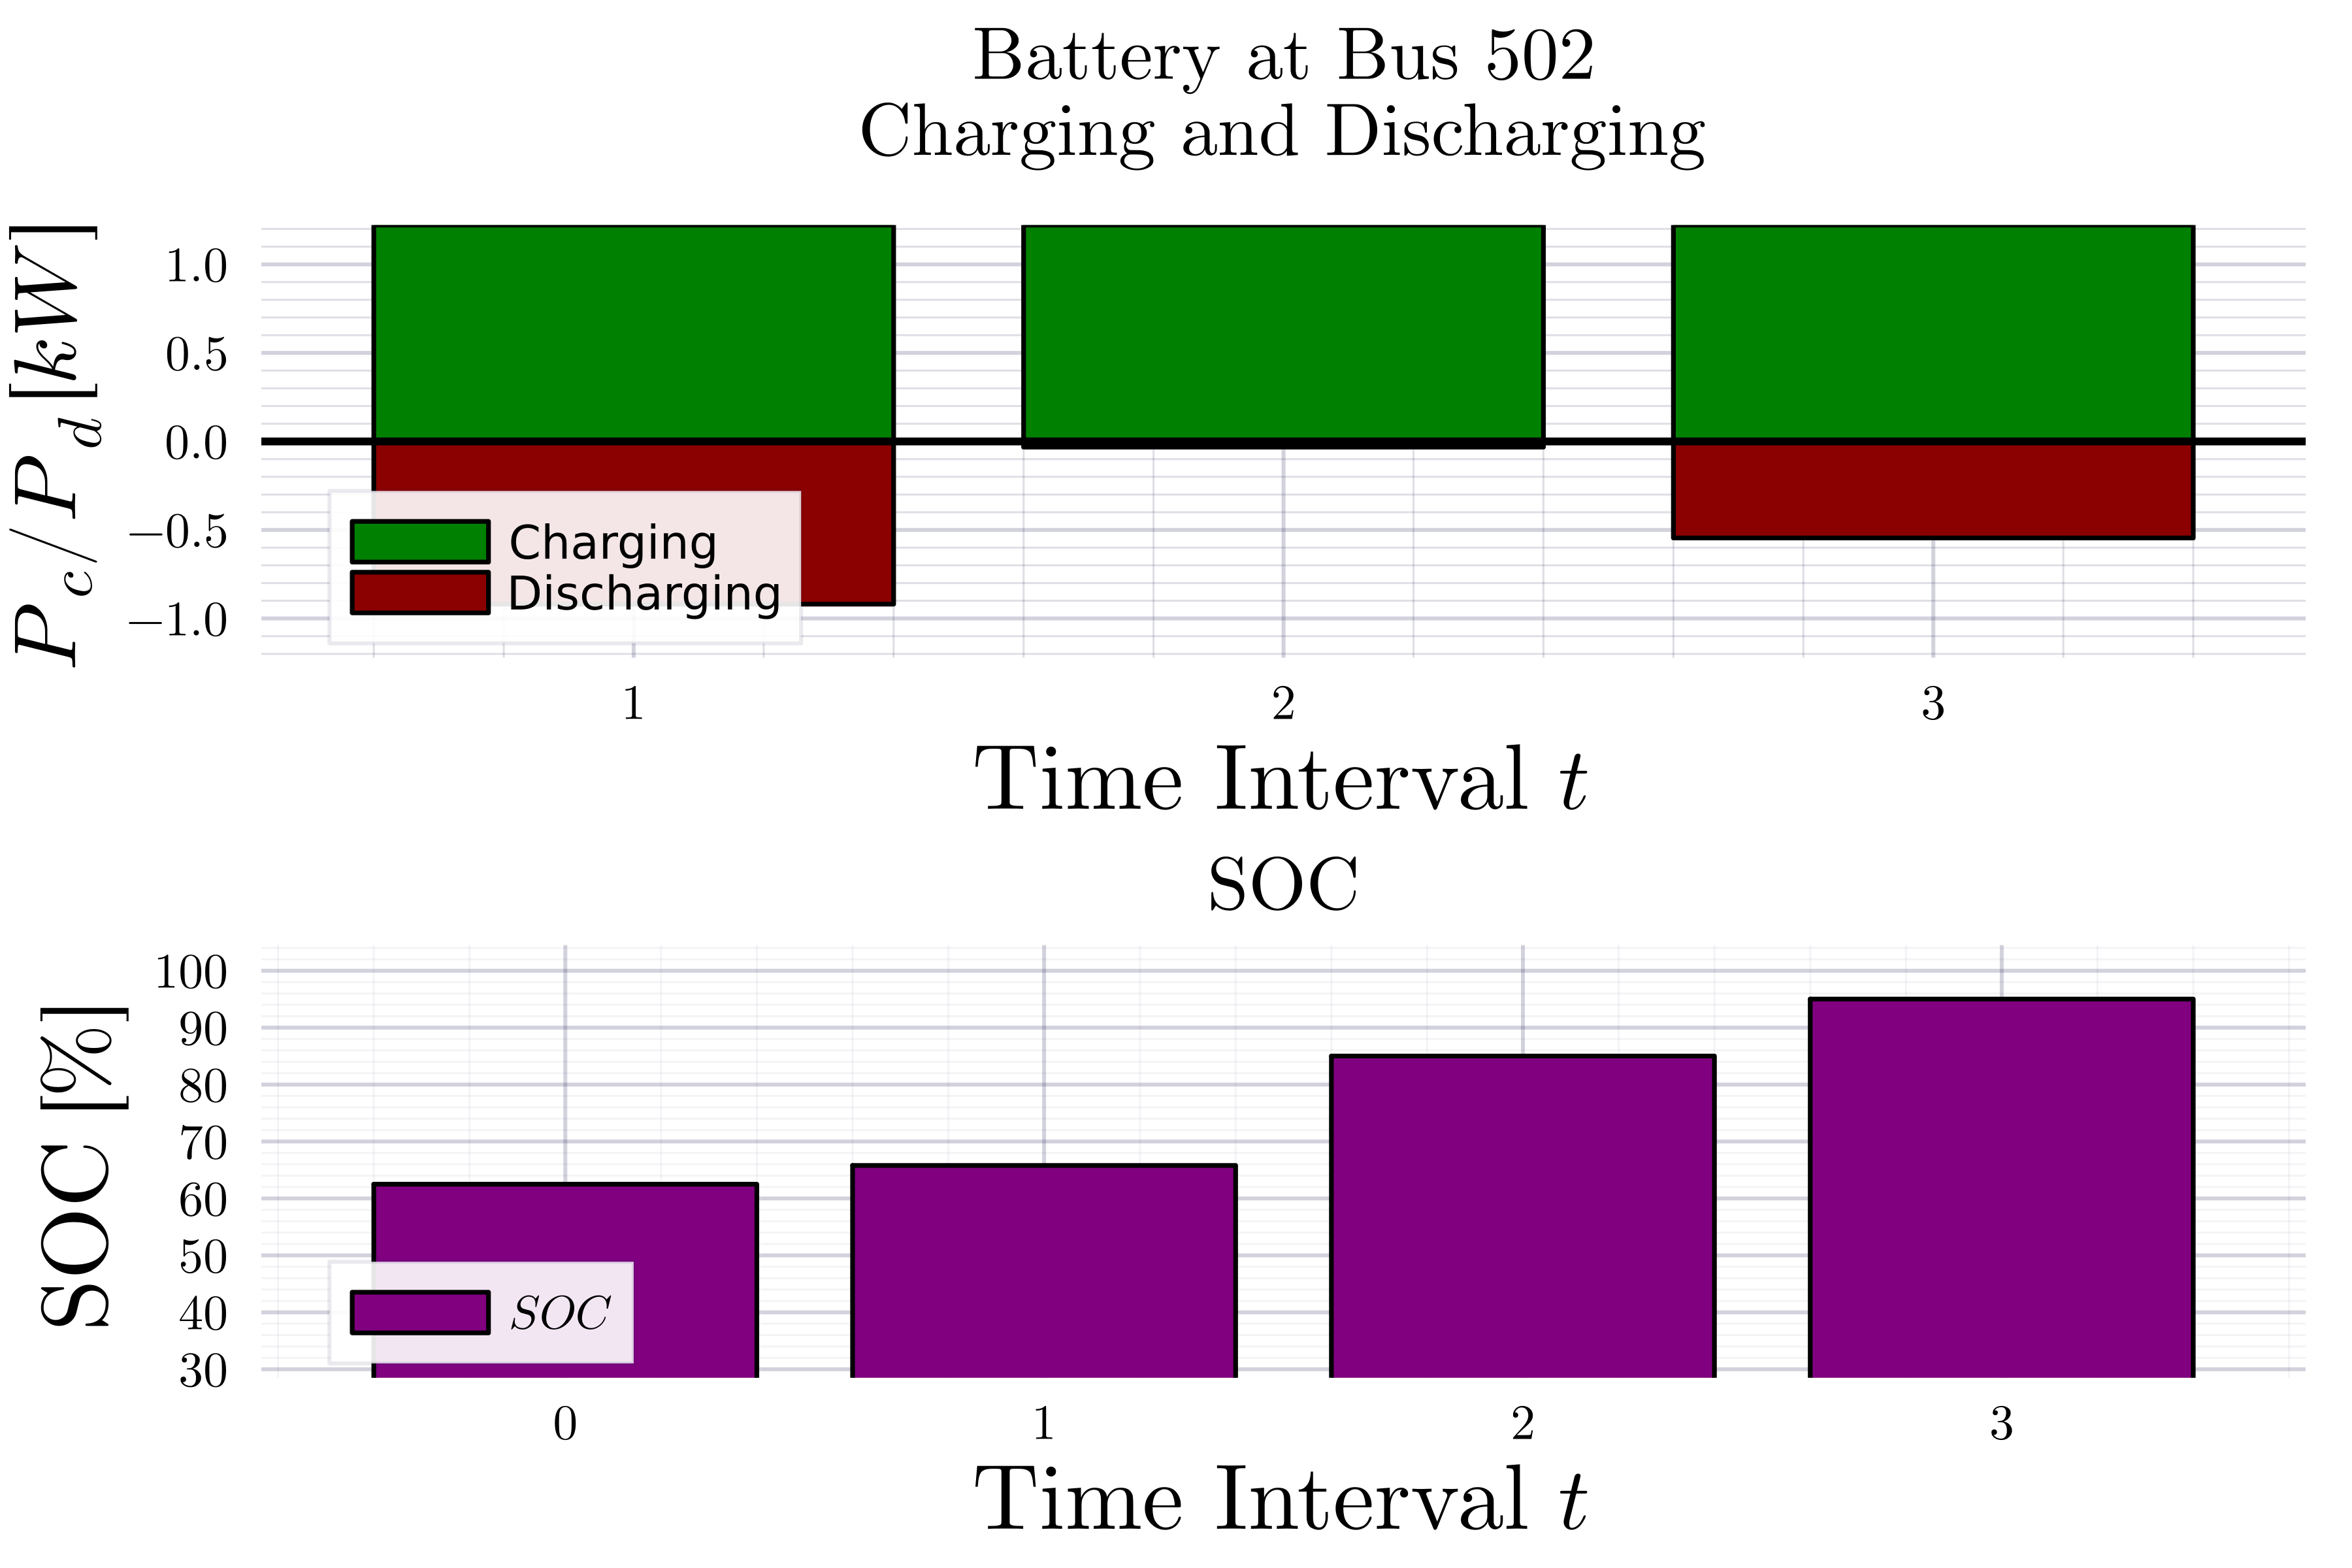 Battery at Bus 502
Charging and Discharging
P_c/P_d [kW]
1.0
0.5
0.0
−0.5
−1.0
Charging
Discharging
1 2 3
Time Interval t
SOC
SOC [%]
100
90
80
70
60
50
40
30
SOC
0 1 2 3
Time Interval t